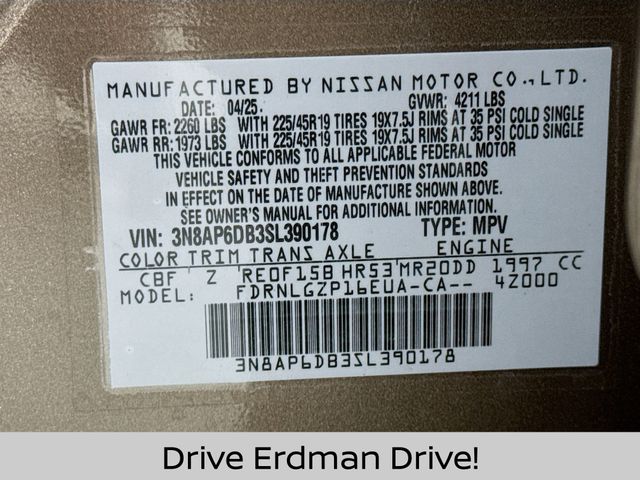 MANUFACTURED BY NISSAN MOTOR CO., LTD.
DATE: 04/25. GVWR: 4211 LBS
GAWR FR: 2260 LBS WITH 225/45R19 TIRES 19X7.5J RIMS AT 35 PSI COLD SINGLE
GAWR RR: 1973 LBS WITH 225/45R19 TIRES 19X7.5J RIMS AT 35 PSI COLD SINGLE
THIS VEHICLE CONFORMS TO ALL APPLICABLE FEDERAL MOTOR
VEHICLE SAFETY AND THEFT PREVENTION STANDARDS
IN EFFECT ON THE DATE OF MANUFACTURE SHOWN ABOVE.
SEE OWNER'S MANUAL FOR ADDITIONAL INFORMATION.
VIN: 3N8AP6DB3SL390178 TYPE: MPV
COLOR TRIM TRANS AXLE ENGINE
CBF Z RE0F15B HR53 MR20DD 1997 CC
MODEL: FDRNLGZP16EUA-CA-- 4Z000
3N8AP6DB3SL390178
Drive Erdman Drive!